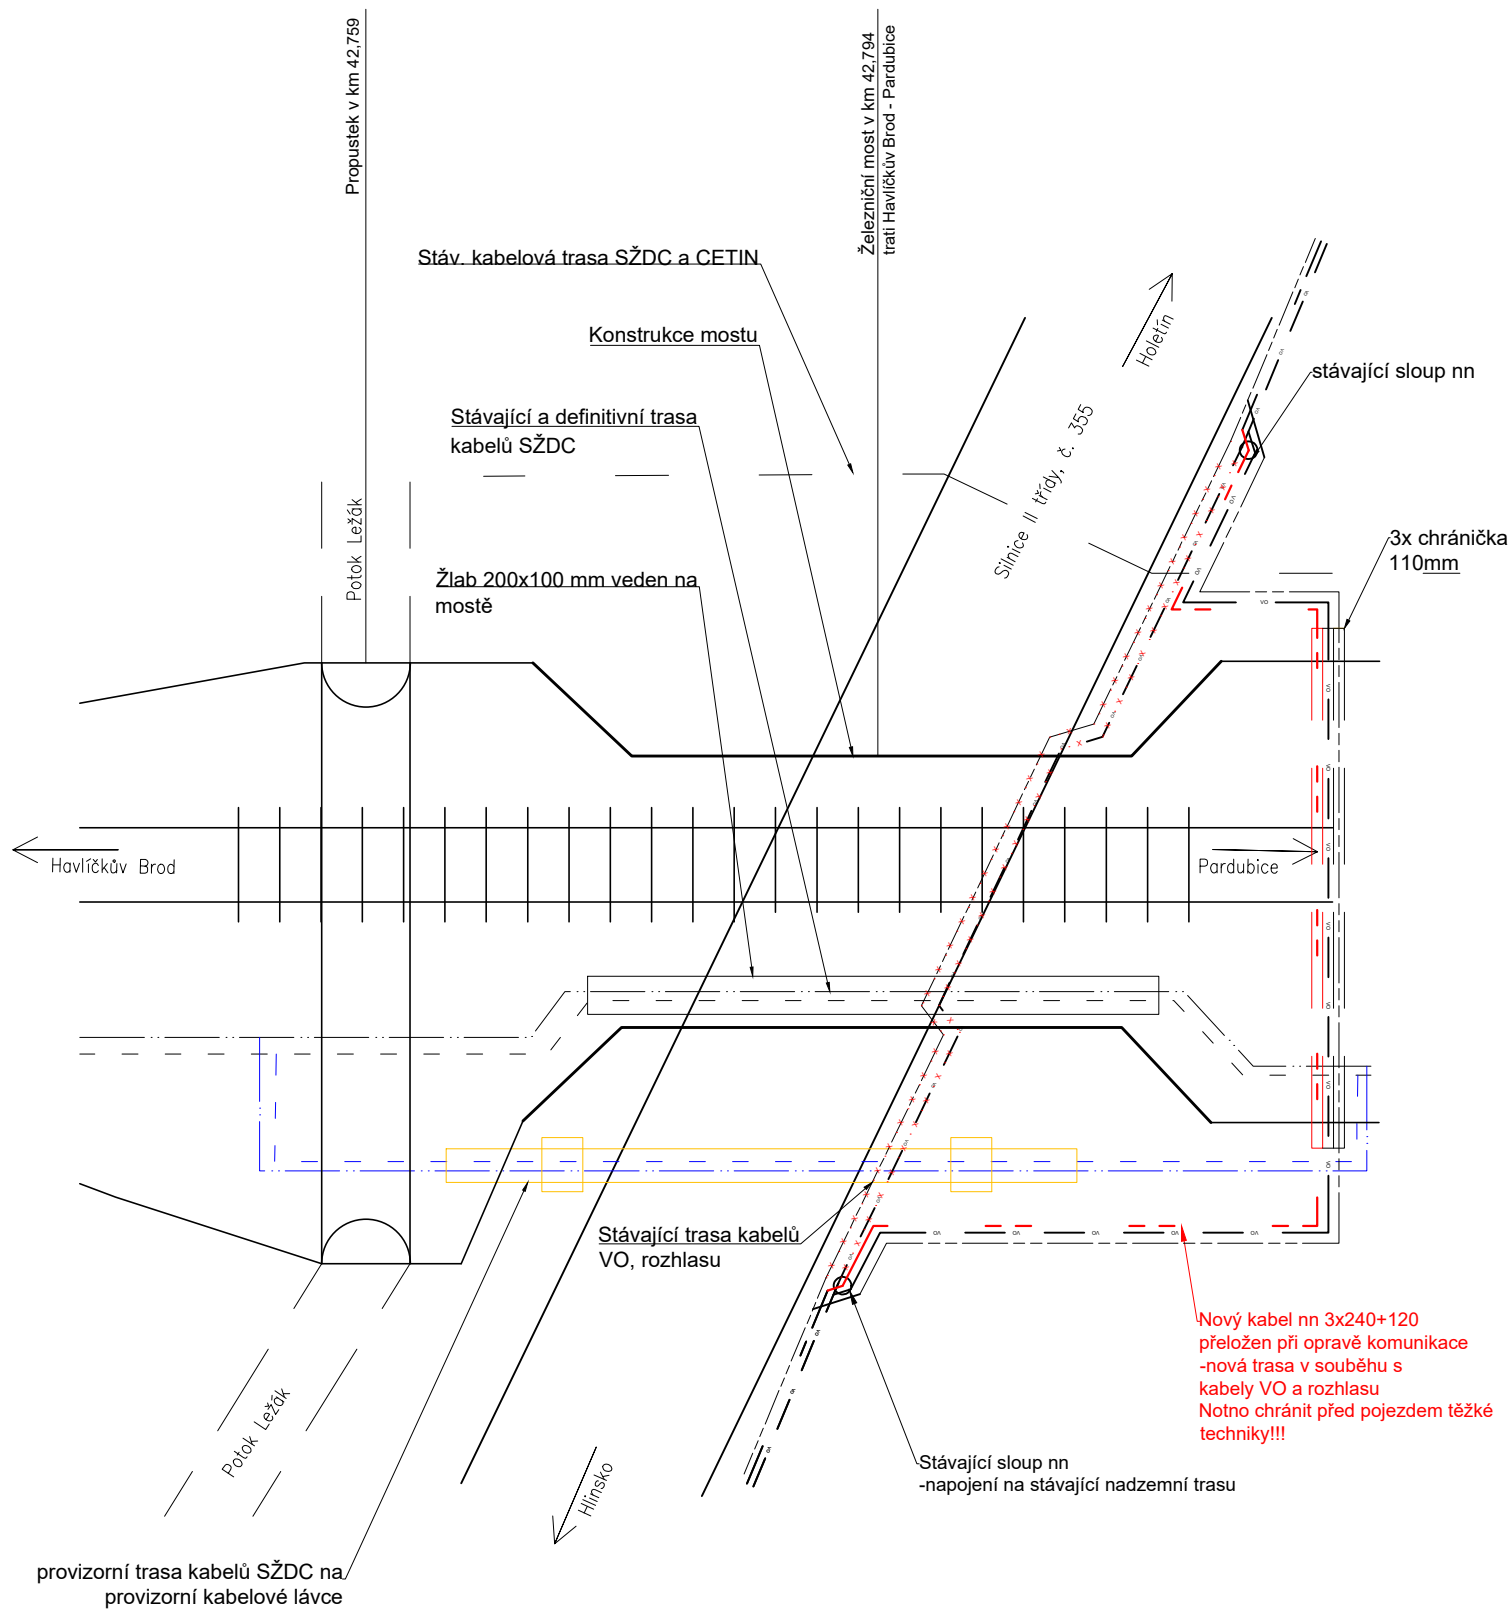 Propustek v km 42,759
Železniční most v km 42,794
trati Havlíčkův Brod - Pardubice
Stáv. kabelová trasa SŽDC a CETIN
Konstrukce mostu
Stávající a definitivní trasa
kabelů SŽDC
Žlab 200x100 mm veden na
mostě
Potok Ležák
Silnice II třídy, č. 355
Holetín
stávající sloup nn
3x chránička
110mm
Havlíčkův Brod
Pardubice
Stávající trasa kabelů
VO, rozhlasu
Nový kabel nn 3x240+120
přeložen při opravě komunikace
-nová trasa v souběhu s
kabely VO a rozhlasu
Notno chránit před pojezdem těžké
techniky!!!
Stávající sloup nn
-napojení na stávající nadzemní trasu
Potok Ležák
Hlinsko
provizorní trasa kabelů SŽDC na
provizorní kabelové lávce